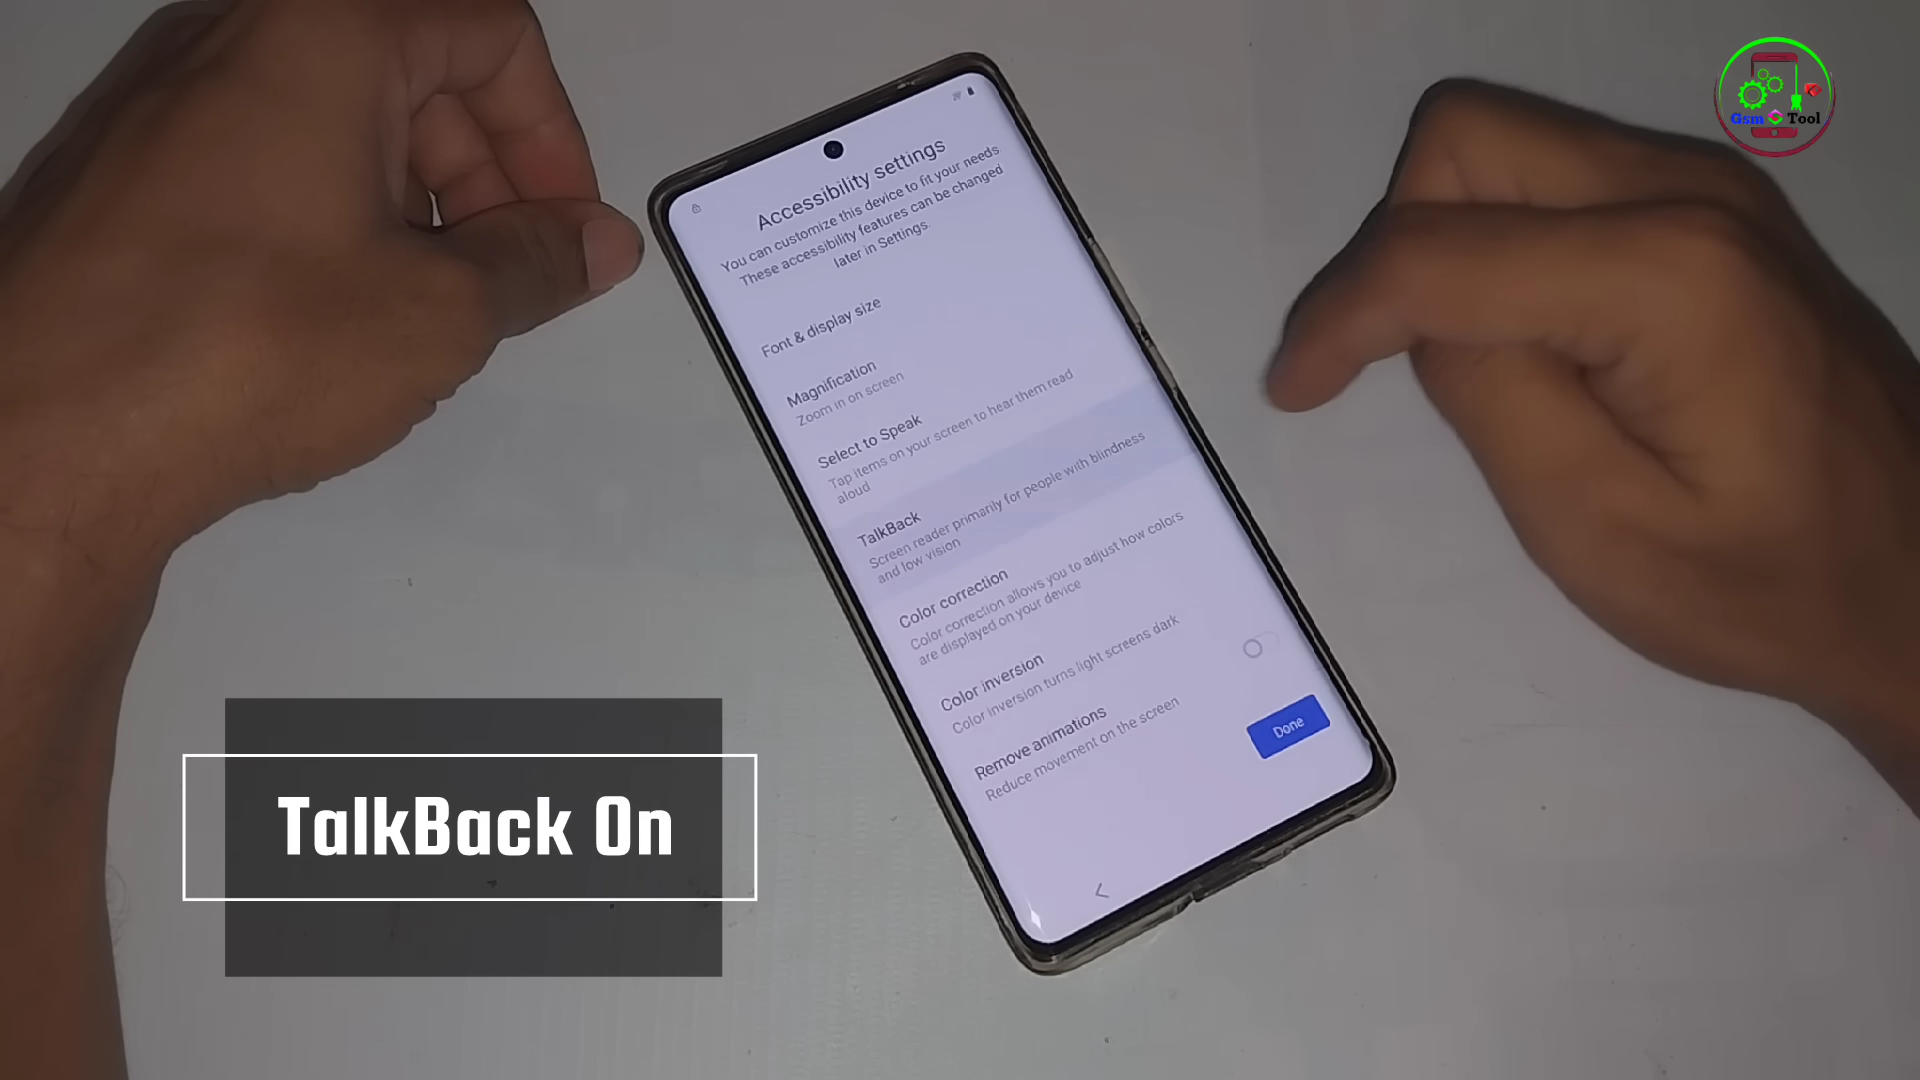 Gsm Tool
Accessibility settings
You can customize this device to fit your needs
These accessibility features can be changed
later in Settings.
Font & display size
Magnification
Zoom in on screen
Select to Speak
Tap items on your screen to hear them read
aloud
TalkBack
Screen reader primarily for people with blindness
and low vision
Color correction
Color correction allows you to adjust how colors
are displayed on your device
Color inversion
Color inversion turns light screens dark
Remove animations
Reduce movement on the screen
Done
TalkBack On